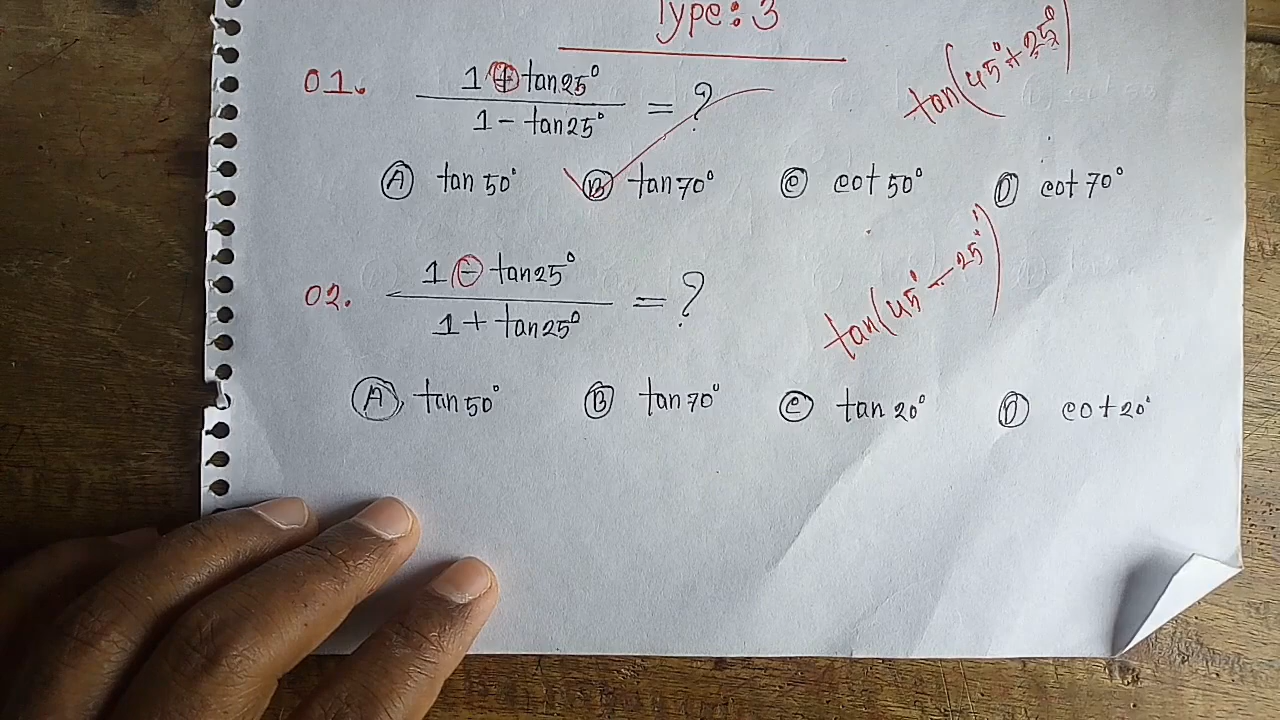 Type: 3
01. (1 + tan25°)/(1 - tan25°) = ?
tan(45°+25°)
Ⓐ tan 50° Ⓑ tan 70° Ⓒ cot 50° Ⓓ cot 70°
02. (1 - tan25°)/(1 + tan25°) = ?
tan(45°-25°)
Ⓐ tan 50° Ⓑ tan 70° Ⓒ tan 20° Ⓓ cot 20°